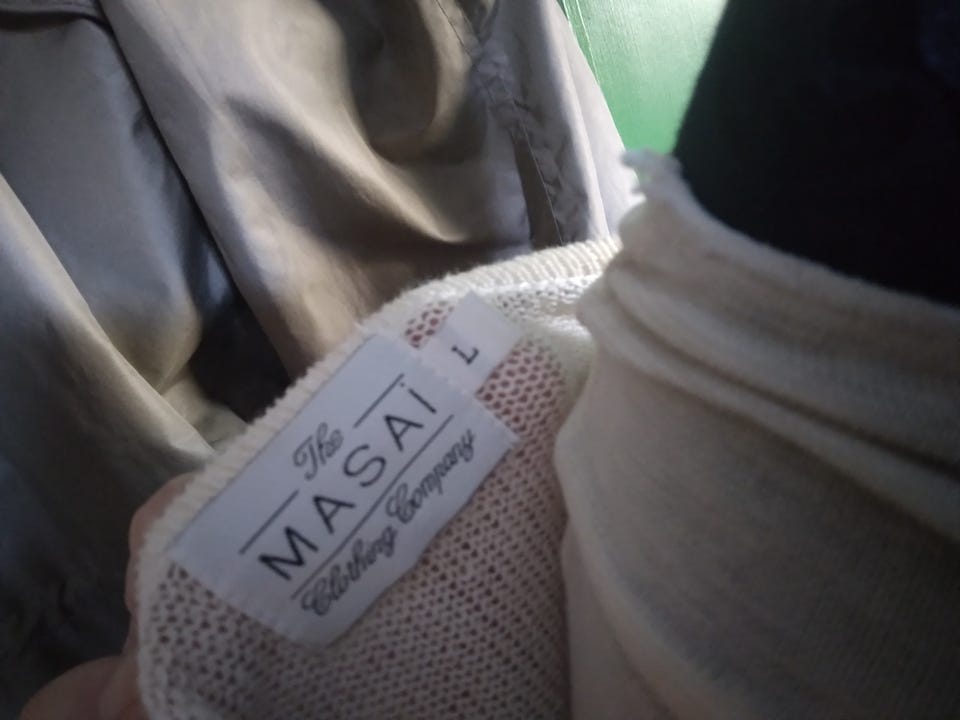 The
MASAI
Clothing Company
L